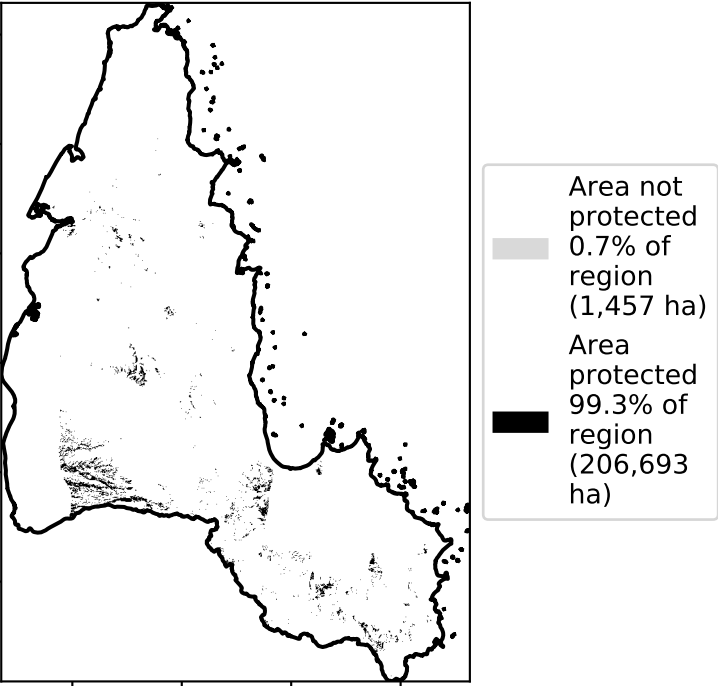 Area not
protected
0.7% of
region
(1,457 ha)
Area
protected
99.3% of
region
(206,693
ha)